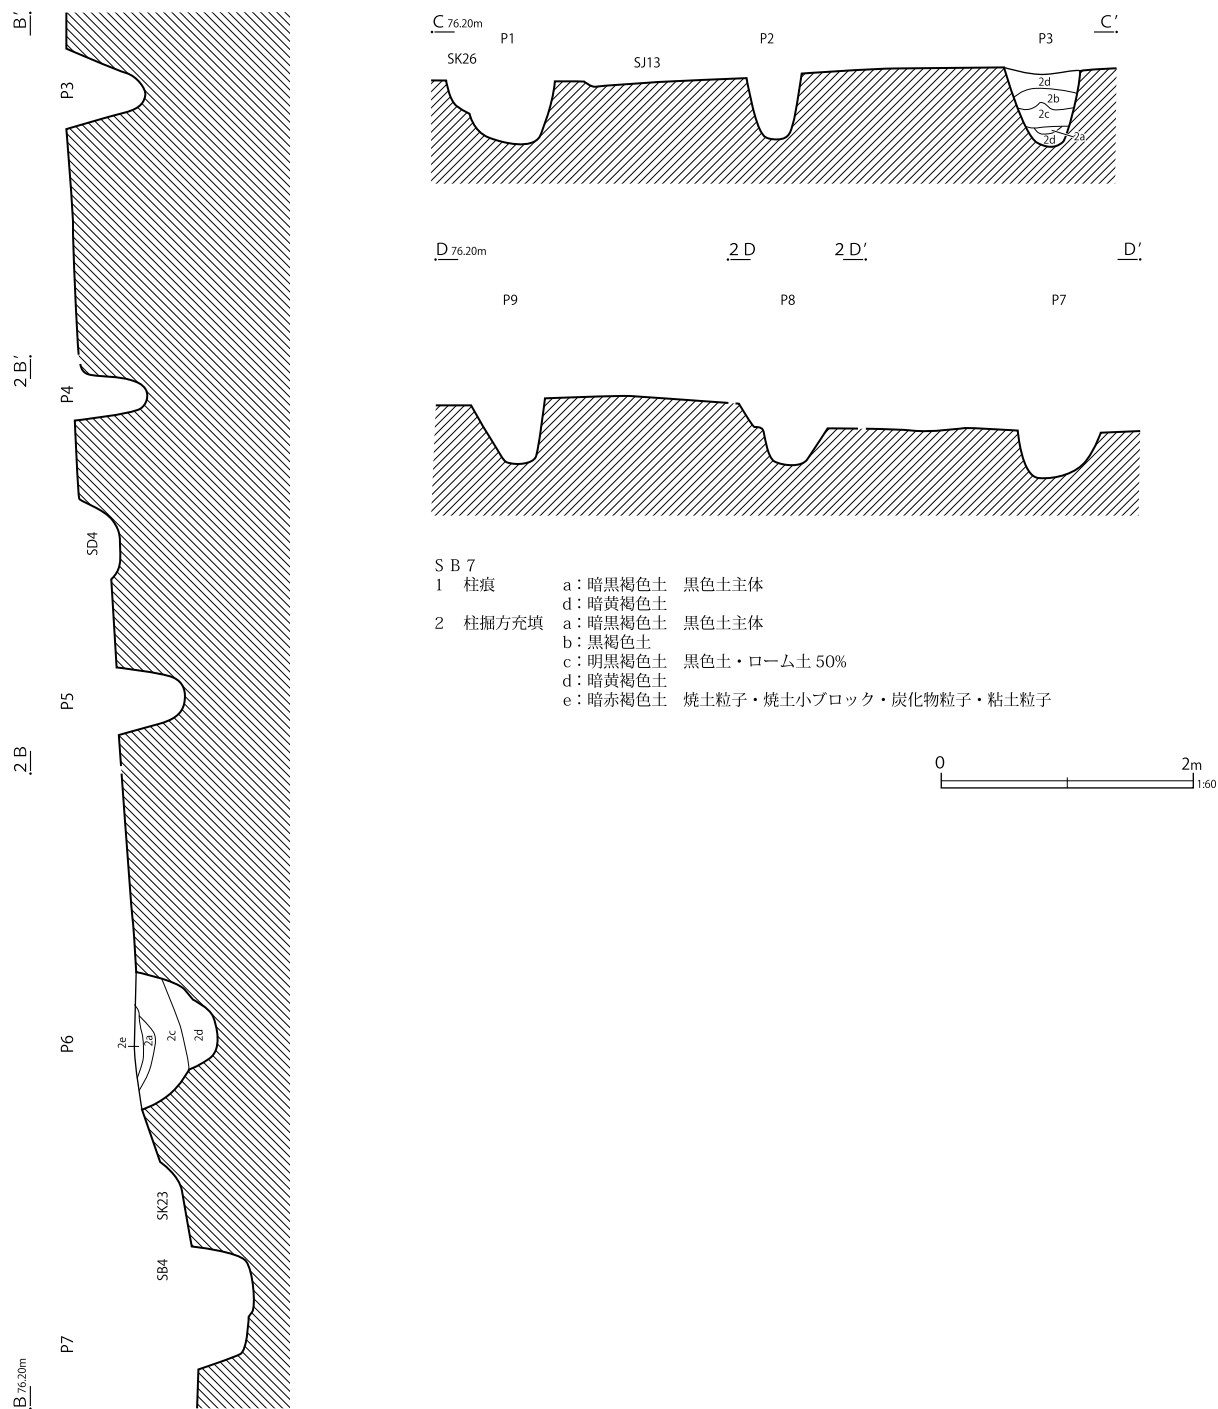 B′
P3
2 B′
P4
SD4
P5
2 B
P6
2e
2a
2c
2d
SK23
SB4
P7
B 76.20m
C 76.20m
C′
P1
P2
P3
SK26
SJ13
2d
2b
2c
2a
2d
D 76.20m
2 D
2 D′
D′
P9
P8
P7
ＳＢ７
1 柱痕 a：暗黒褐色土 黒色土主体
d：暗黄褐色土
2 柱掘方充填 a：暗黒褐色土 黒色土主体
b：黒褐色土
c：明黒褐色土 黒色土・ローム土 50%
d：暗黄褐色土
e：暗赤褐色土 焼土粒子・焼土小ブロック・炭化物粒子・粘土粒子
0 2m
1:60